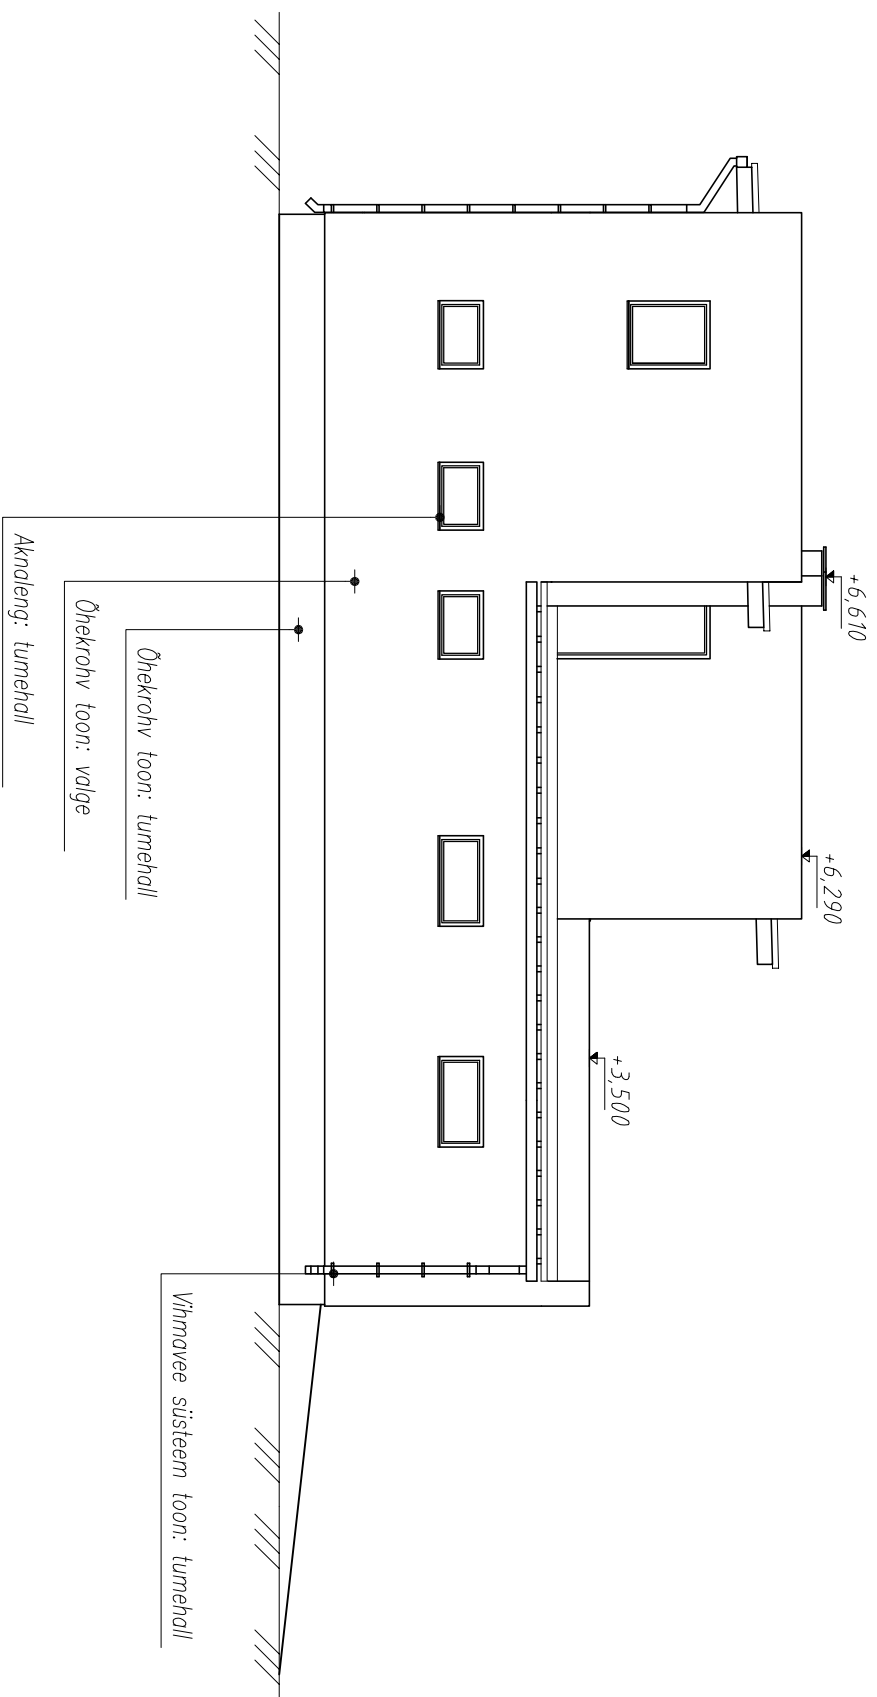 +6,610
+6,290
+3,500
Aknaleng: tumehall
Õhekrohv toon: valge
Õhekrohv toon: tumehall
Vihmavee süsteem toon: tumehall